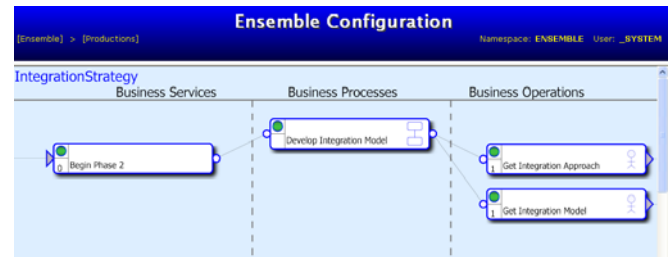 Ensemble Configuration
[Ensemble] > [Productions]
Namespace: ENSEMBLE User: _SYSTEM
IntegrationStrategy
Business Services
Business Processes
Business Operations
Develop Integration Model
0 Begin Phase 2
1 Get Integration Approach
1 Get Integration Model